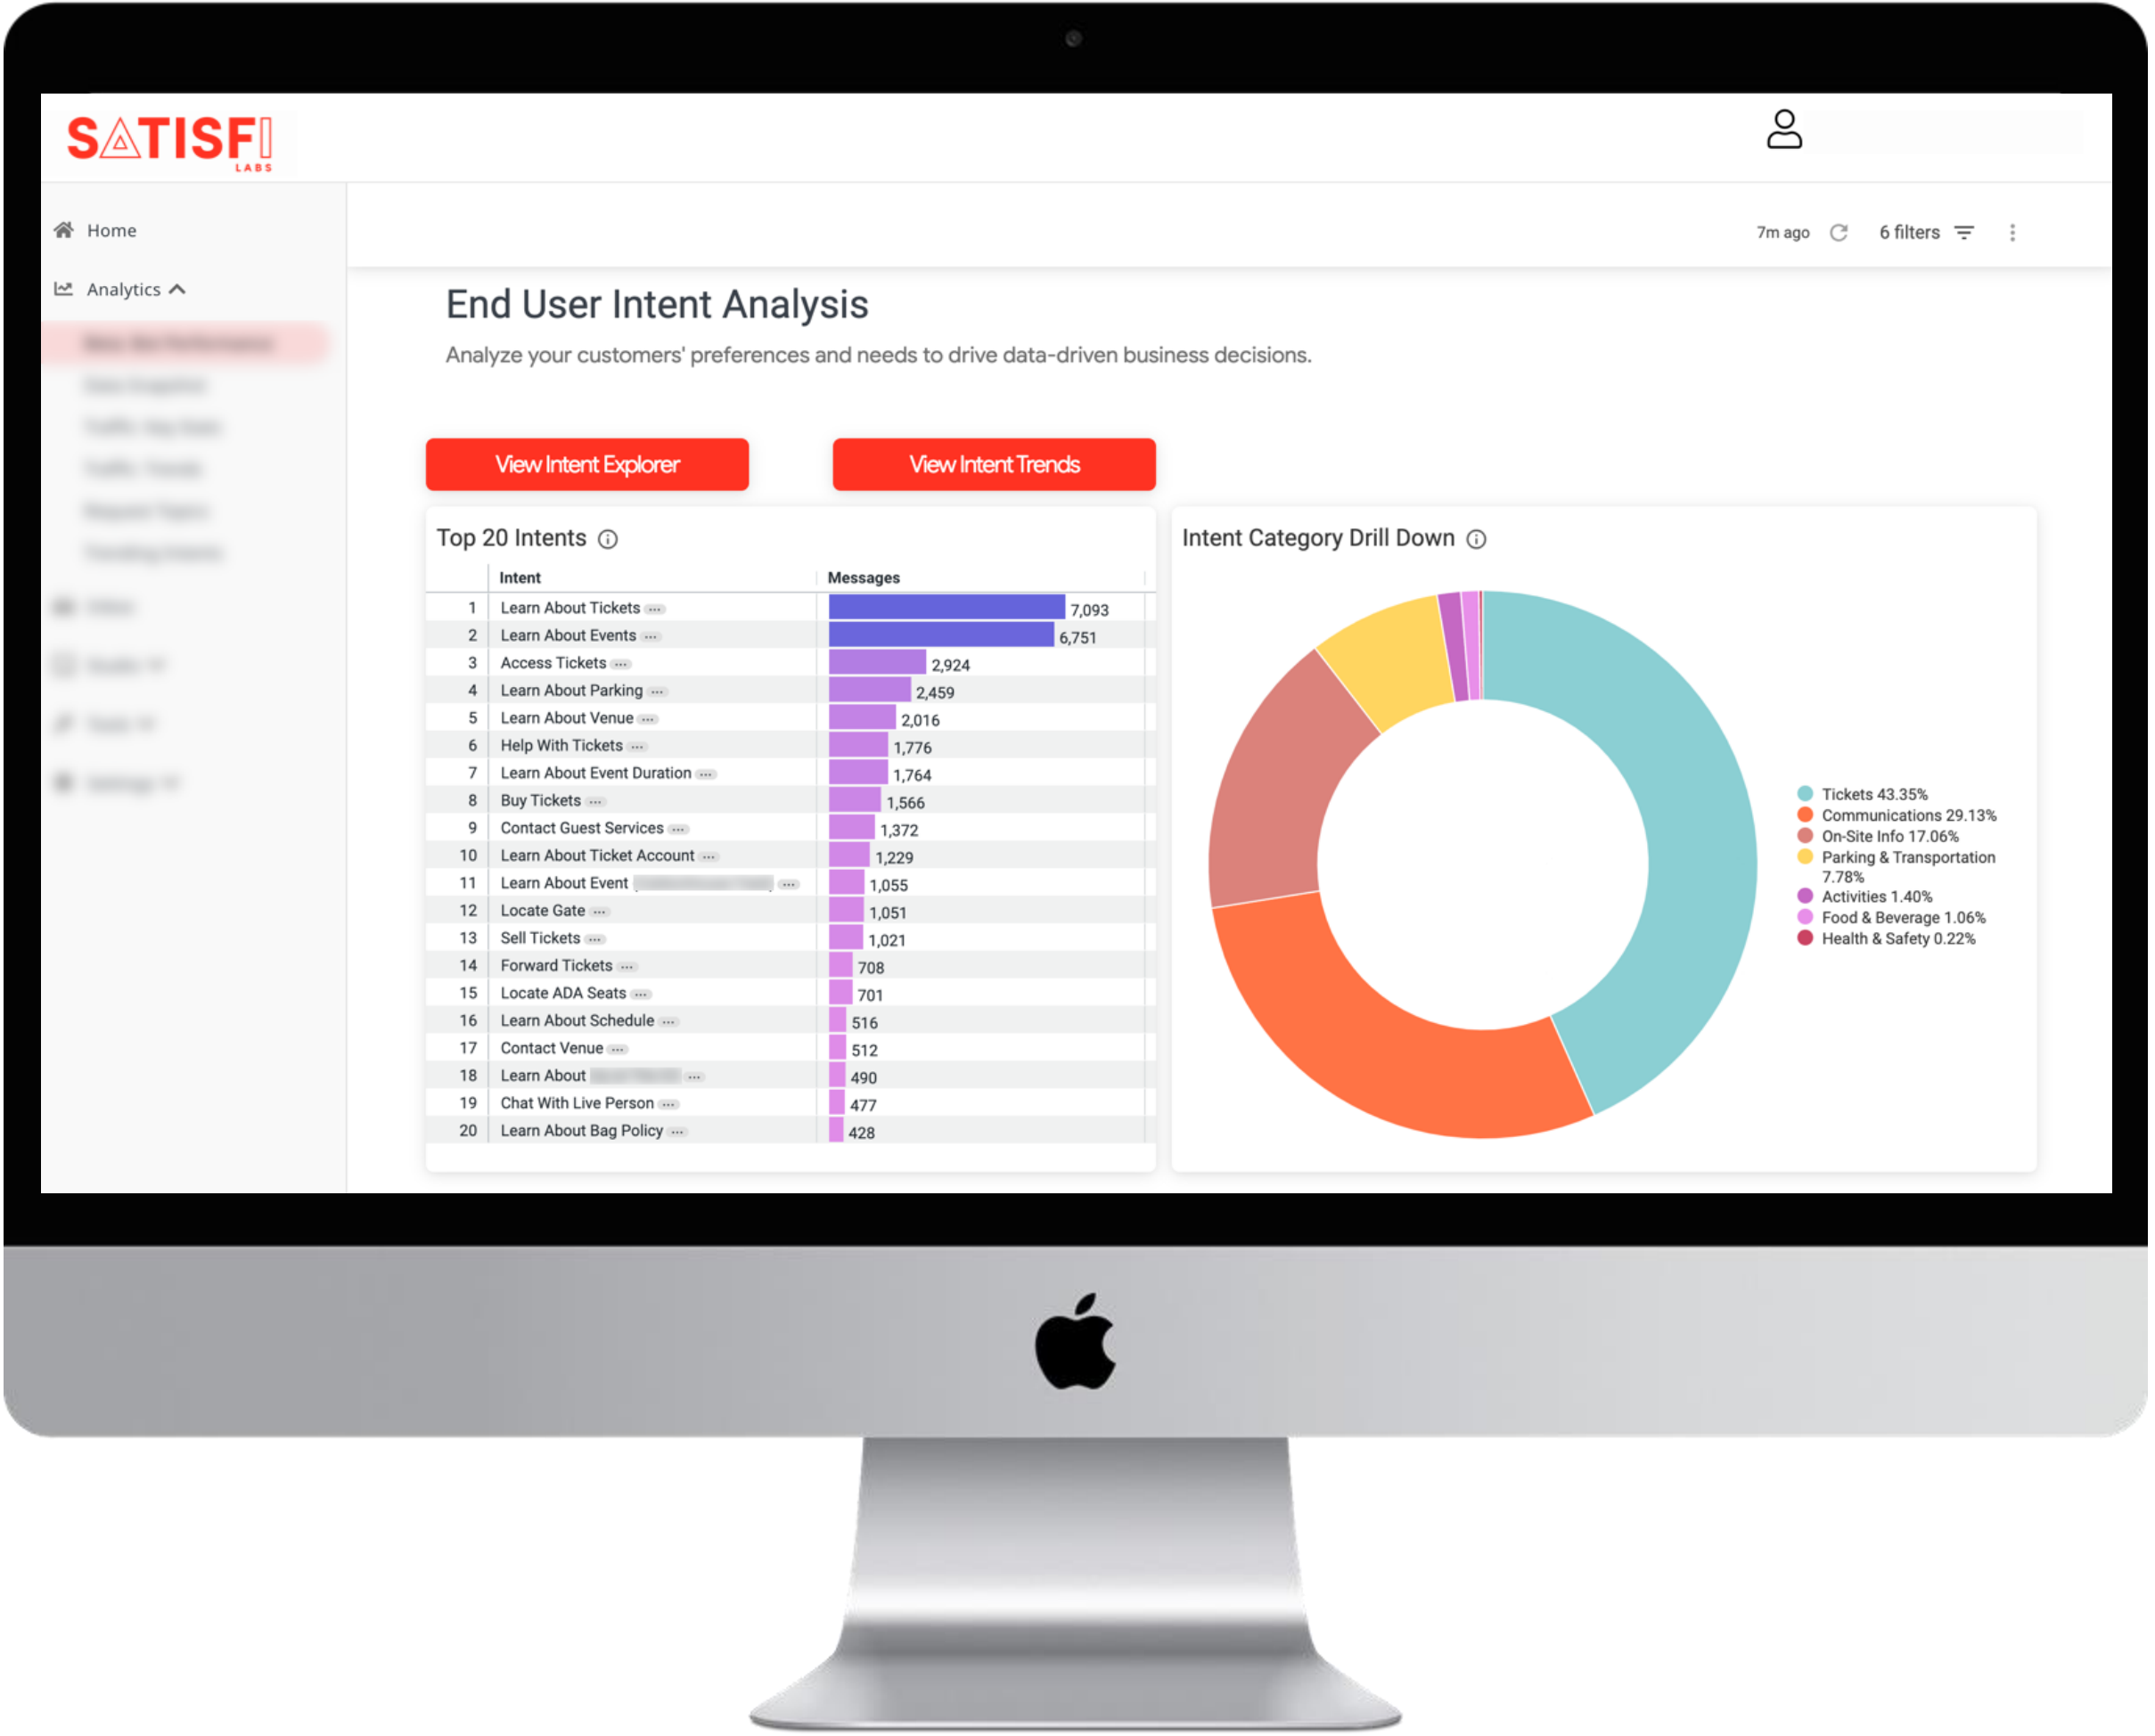 SATISFI
LABS
Home
7m ago
6 filters
Analytics
End User Intent Analysis
Analyze your customers' preferences and needs to drive data-driven business decisions.
View Intent Explorer
View Intent Trends
Top 20 Intents
Intent Messages
1 Learn About Tickets ... 7,093
2 Learn About Events ... 6,751
3 Access Tickets ... 2,924
4 Learn About Parking ... 2,459
5 Learn About Venue ... 2,016
6 Help With Tickets ... 1,776
7 Learn About Event Duration ... 1,764
8 Buy Tickets ... 1,566
9 Contact Guest Services ... 1,372
10 Learn About Ticket Account ... 1,229
11 Learn About Event ... 1,055
12 Locate Gate ... 1,051
13 Sell Tickets ... 1,021
14 Forward Tickets ... 708
15 Locate ADA Seats ... 701
16 Learn About Schedule ... 516
17 Contact Venue ... 512
18 Learn About ... 490
19 Chat With Live Person ... 477
20 Learn About Bag Policy ... 428
Intent Category Drill Down
Tickets 43.35%
Communications 29.13%
On-Site Info 17.06%
Parking & Transportation
7.78%
Activities 1.40%
Food & Beverage 1.06%
Health & Safety 0.22%